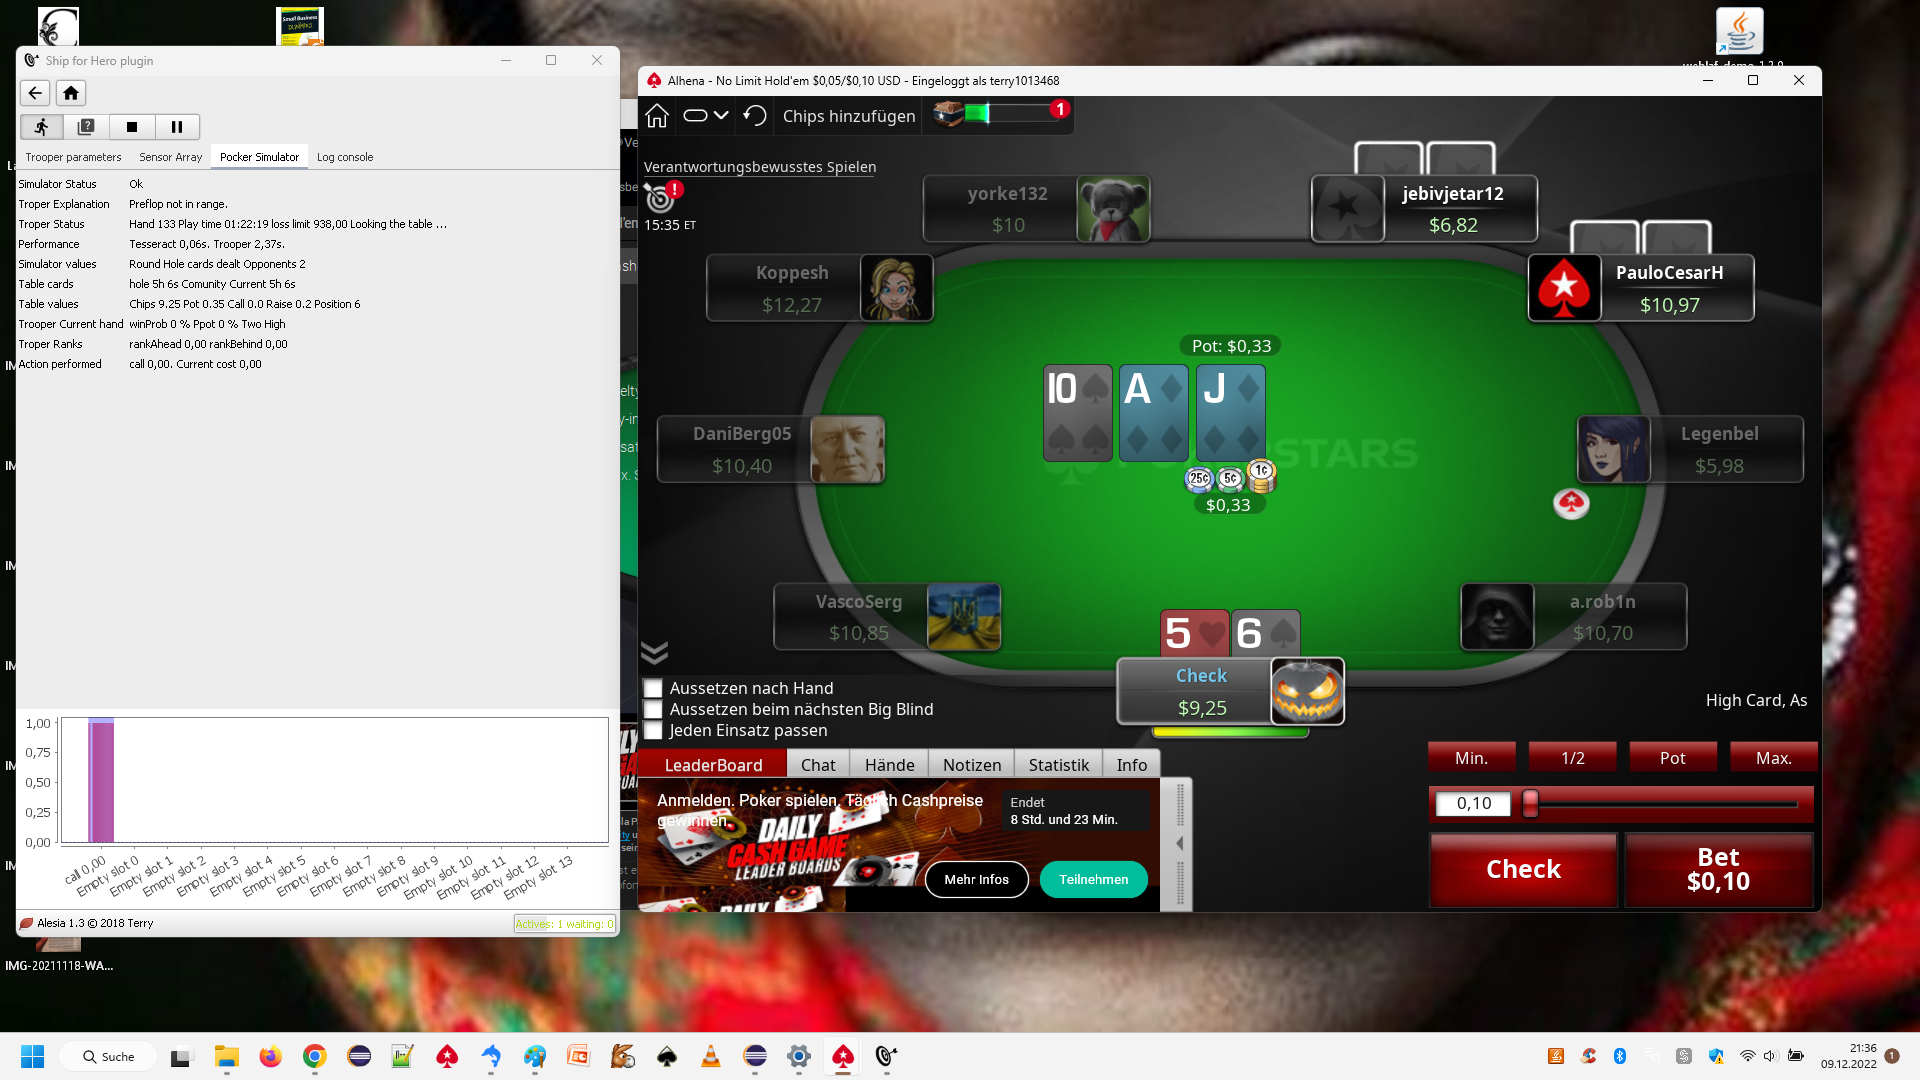 Ship for Hero plugin
Trooper parameters
Sensor Array
Pocker Simulator
Log console
Simulator Status Ok
Troper Explanation Preflop not in range.
Troper Status Hand 133 Play time 01:22:19 loss limit 938,00 Looking the table ...
Performance Tesseract 0,06s. Trooper 2,37s.
Simulator values Round Hole cards dealt Opponents 2
Table cards hole 5h 6s Comunity Current 5h 6s
Table values Chips 9.25 Pot 0.35 Call 0.0 Raise 0.2 Position 6
Trooper Current hand winProb 0 % Ppot 0 % Two High
Troper Ranks rankAhead 0,00 rankBehind 0,00
Action performed call 0,00. Current cost 0,00
1,00
0,75
0,50
0,25
0,00
call 0,00
Empty slot 0
Empty slot 1
Empty slot 2
Empty slot 3
Empty slot 4
Empty slot 5
Empty slot 6
Empty slot 7
Empty slot 8
Empty slot 9
Empty slot 10
Empty slot 11
Empty slot 12
Empty slot 13
Alesia 1.3 © 2018 Terry
Actives: 1 waiting: 0
IMG-20211118-WA...
Small Business
DUMMIES
Alhena - No Limit Hold'em $0,05/$0,10 USD - Eingeloggt als terry1013468
Chips hinzufügen
1
Verantwortungsbewusstes Spielen
15:35 ET
yorke132
$10
jebivjetar12
$6,82
Koppesh
$12,27
PauloCesarH
$10,97
Pot: $0,33
10 A J
DaniBerg05
$10,40
Legenbel
$5,98
STARS
25¢ 5¢ 1¢
$0,33
VascoSerg
$10,85
5 6
a.rob1n
$10,70
Check
$9,25
Aussetzen nach Hand
Aussetzen beim nächsten Big Blind
Jeden Einsatz passen
High Card, As
LeaderBoard
Chat
Hände
Notizen
Statistik
Info
Anmelden. Poker spielen. Täglich Cashpreise
gewinnen.
Endet
8 Std. und 23 Min.
DAILY
CASH GAME
LEADER BOARDS
Mehr Infos
Teilnehmen
DAILY
Min.
1/2
Pot
Max.
0,10
Check
Bet
$0,10
Suche
21:36
09.12.2022
1